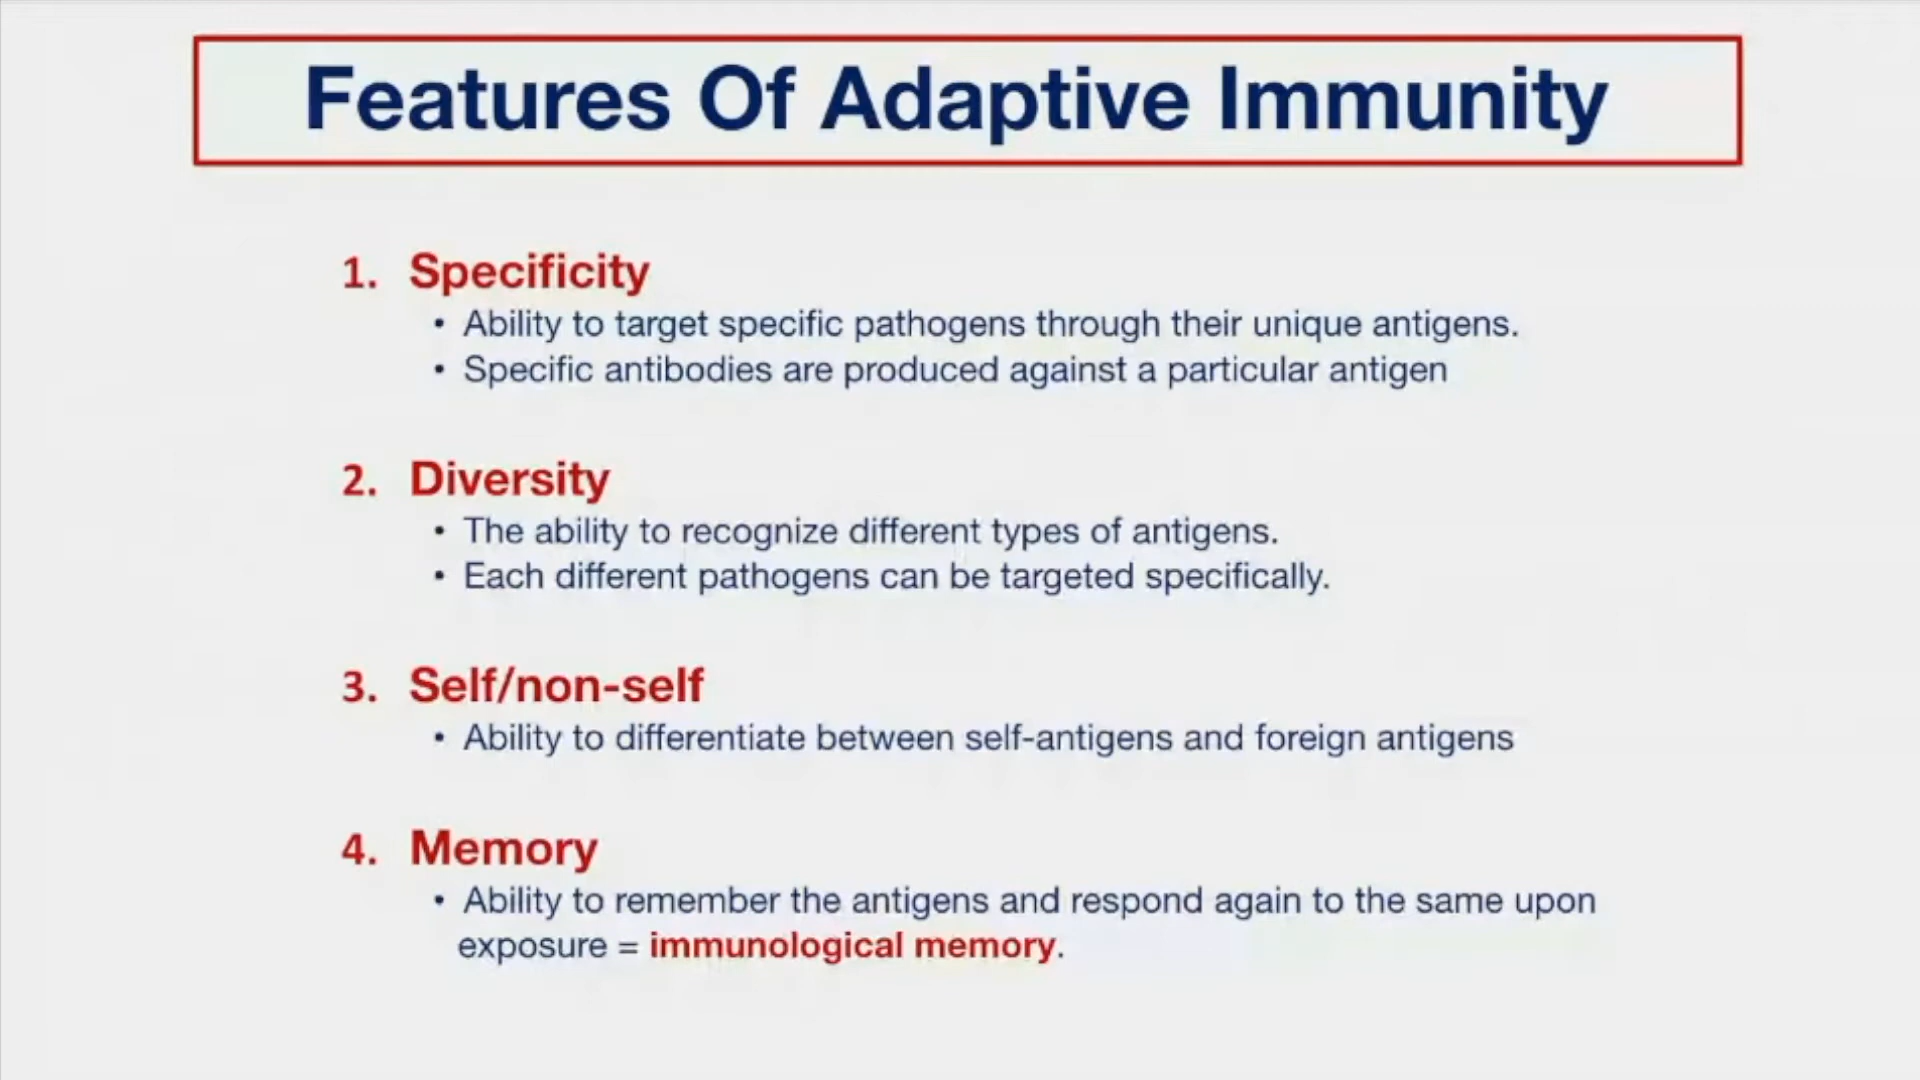 Features Of Adaptive Immunity
1. Specificity
• Ability to target specific pathogens through their unique antigens.
• Specific antibodies are produced against a particular antigen
2. Diversity
• The ability to recognize different types of antigens.
• Each different pathogens can be targeted specifically.
3. Self/non-self
• Ability to differentiate between self-antigens and foreign antigens
4. Memory
• Ability to remember the antigens and respond again to the same upon
exposure = immunological memory.